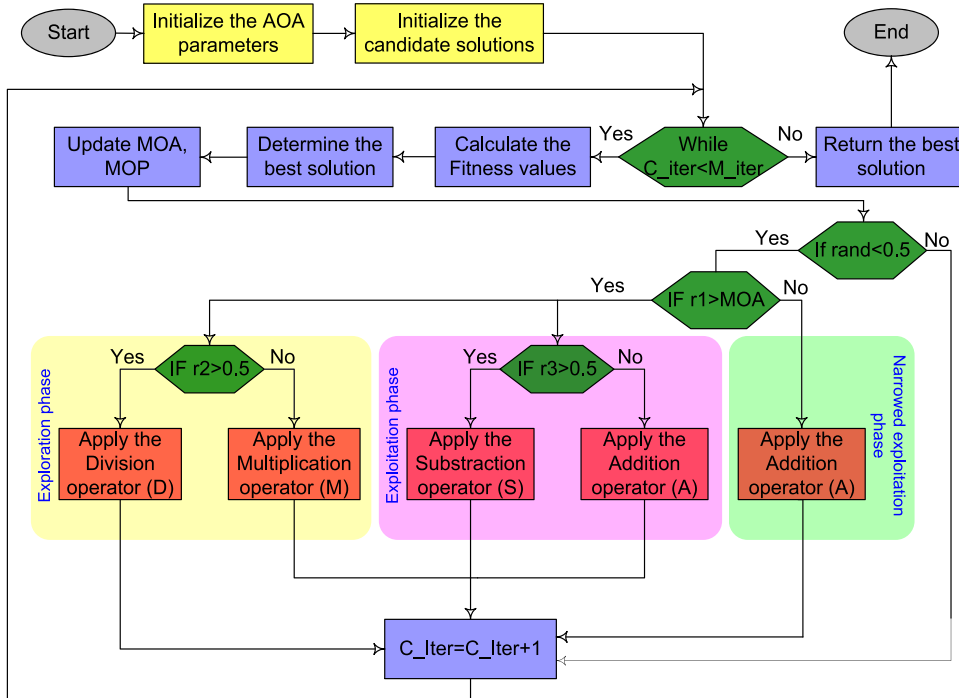 Start
Initialize the AOA
parameters
Initialize the
candidate solutions
End
Update MOA,
MOP
Determine the
best solution
Calculate the
Fitness values
Yes
While
C_iter<M_iter
No
Return the best
solution
Yes
If rand<0.5
No
Yes
IF r1>MOA
No
Exploration phase
Yes
IF r2>0.5
No
Apply the
Division
operator (D)
Apply the
Multiplication
operator (M)
Exploitation phase
Yes
IF r3>0.5
No
Apply the
Substraction
operator (S)
Apply the
Addition
operator (A)
Narrowed exploitation
phase
Apply the
Addition
operator (A)
C_Iter=C_Iter+1